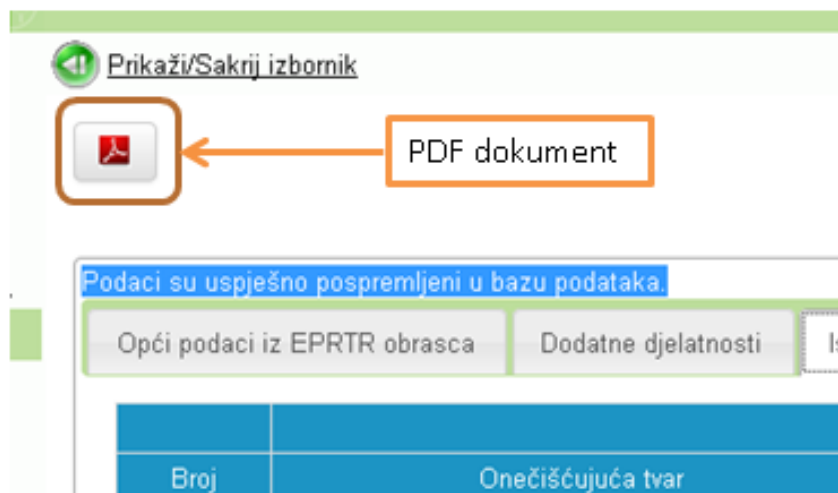 Prikaži/Sakrij izbornik
PDF dokument
Podaci su uspješno pospremljeni u bazu podataka.
Opći podaci iz EPRTR obrasca
Dodatne djelatnosti
Broj
Onečišćujuća tvar